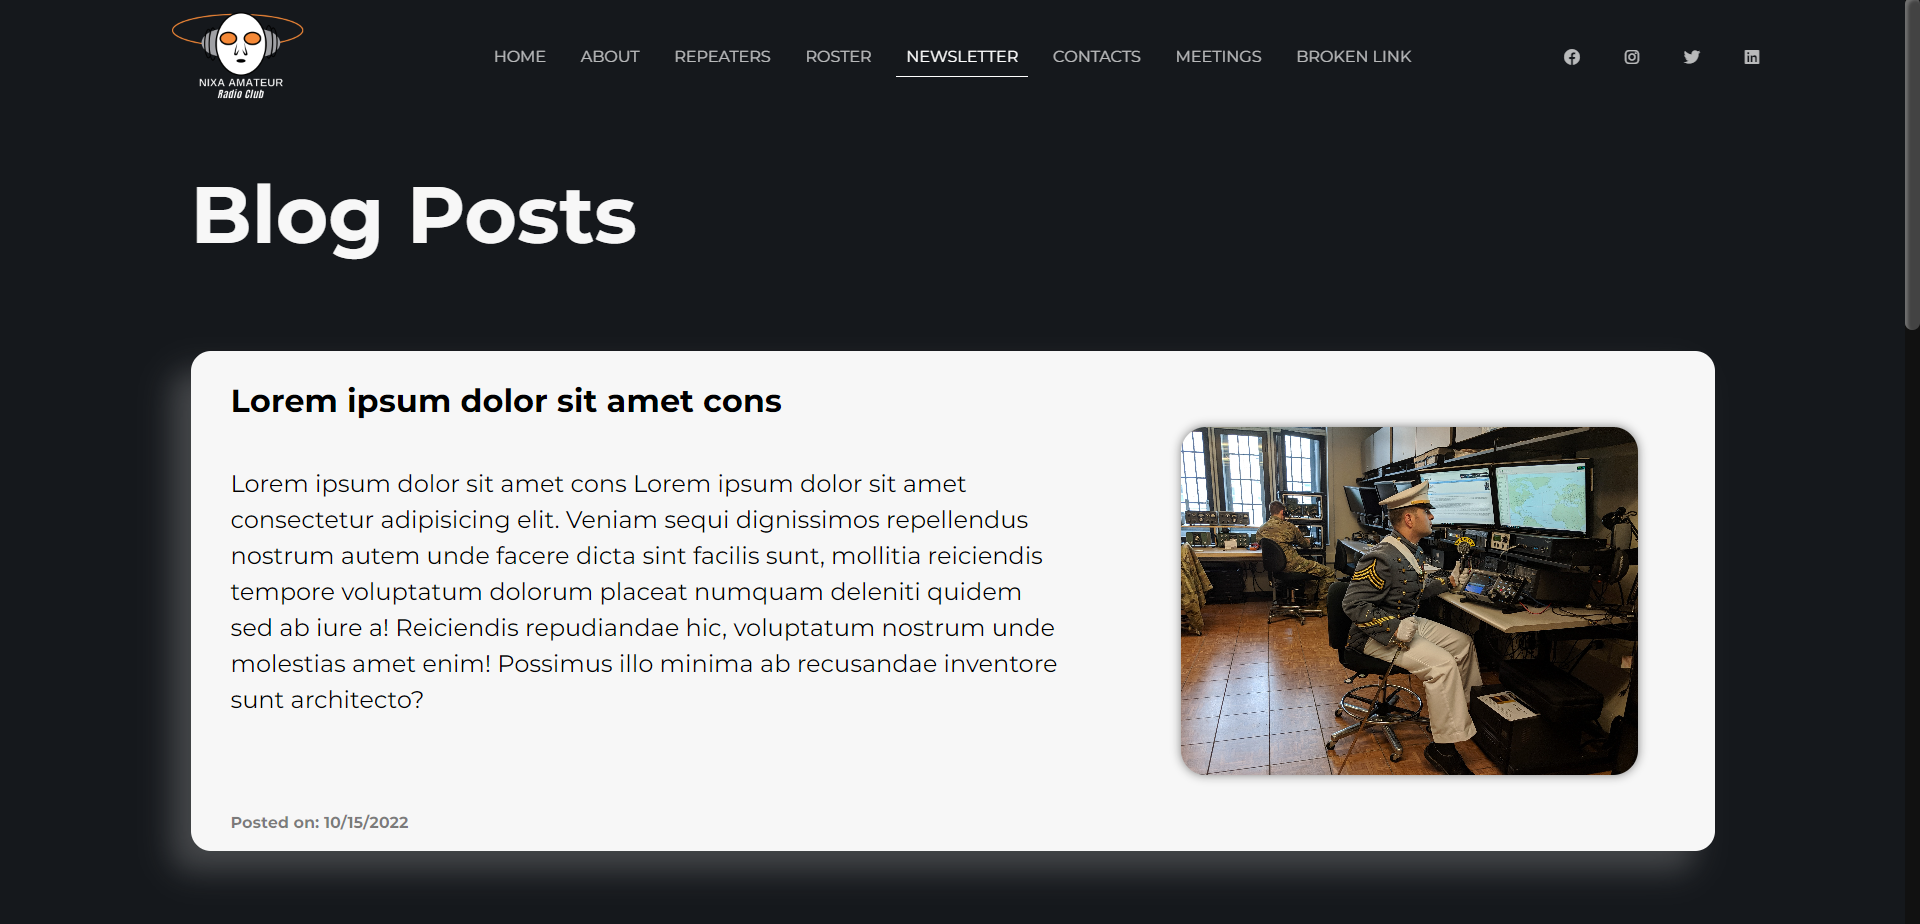 NIXA AMATEUR
Radio Club
HOME ABOUT REPEATERS ROSTER NEWSLETTER CONTACTS MEETINGS BROKEN LINK
Blog Posts
Lorem ipsum dolor sit amet cons
Lorem ipsum dolor sit amet cons Lorem ipsum dolor sit amet
consectetur adipisicing elit. Veniam sequi dignissimos repellendus
nostrum autem unde facere dicta sint facilis sunt, mollitia reiciendis
tempore voluptatum dolorum placeat numquam deleniti quidem
sed ab iure a! Reiciendis repudiandae hic, voluptatum nostrum unde
molestias amet enim! Possimus illo minima ab recusandae inventore
sunt architecto?
Posted on: 10/15/2022